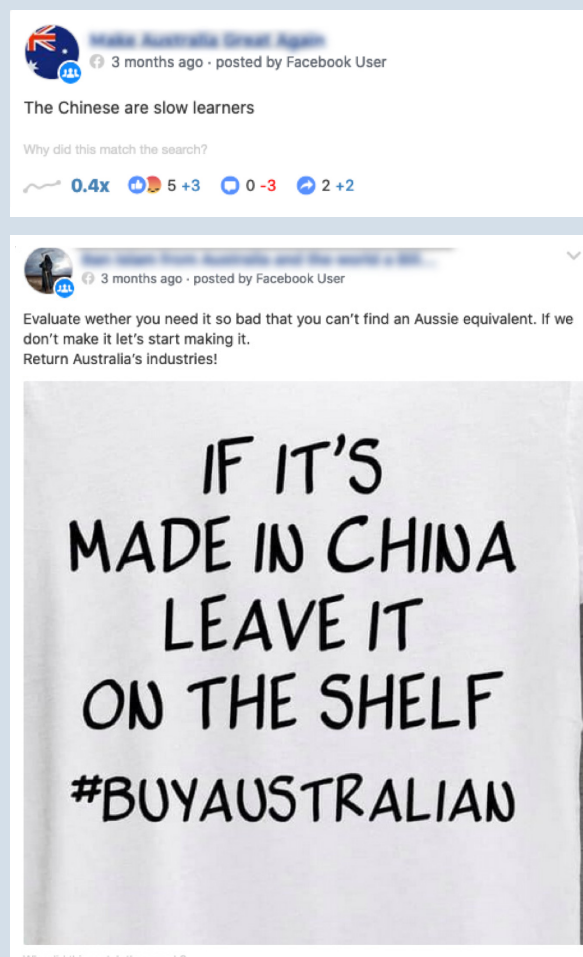 3 months ago · posted by Facebook User
The Chinese are slow learners
Why did this match the search?
0.4x 5 +3 0 -3 2 +2
3 months ago · posted by Facebook User
Evaluate wether you need it so bad that you can't find an Aussie equivalent. If we
don't make it let's start making it.
Return Australia's industries!
IF IT'S
MADE IN CHINA
LEAVE IT
ON THE SHELF
#BUYAUSTRALIAN